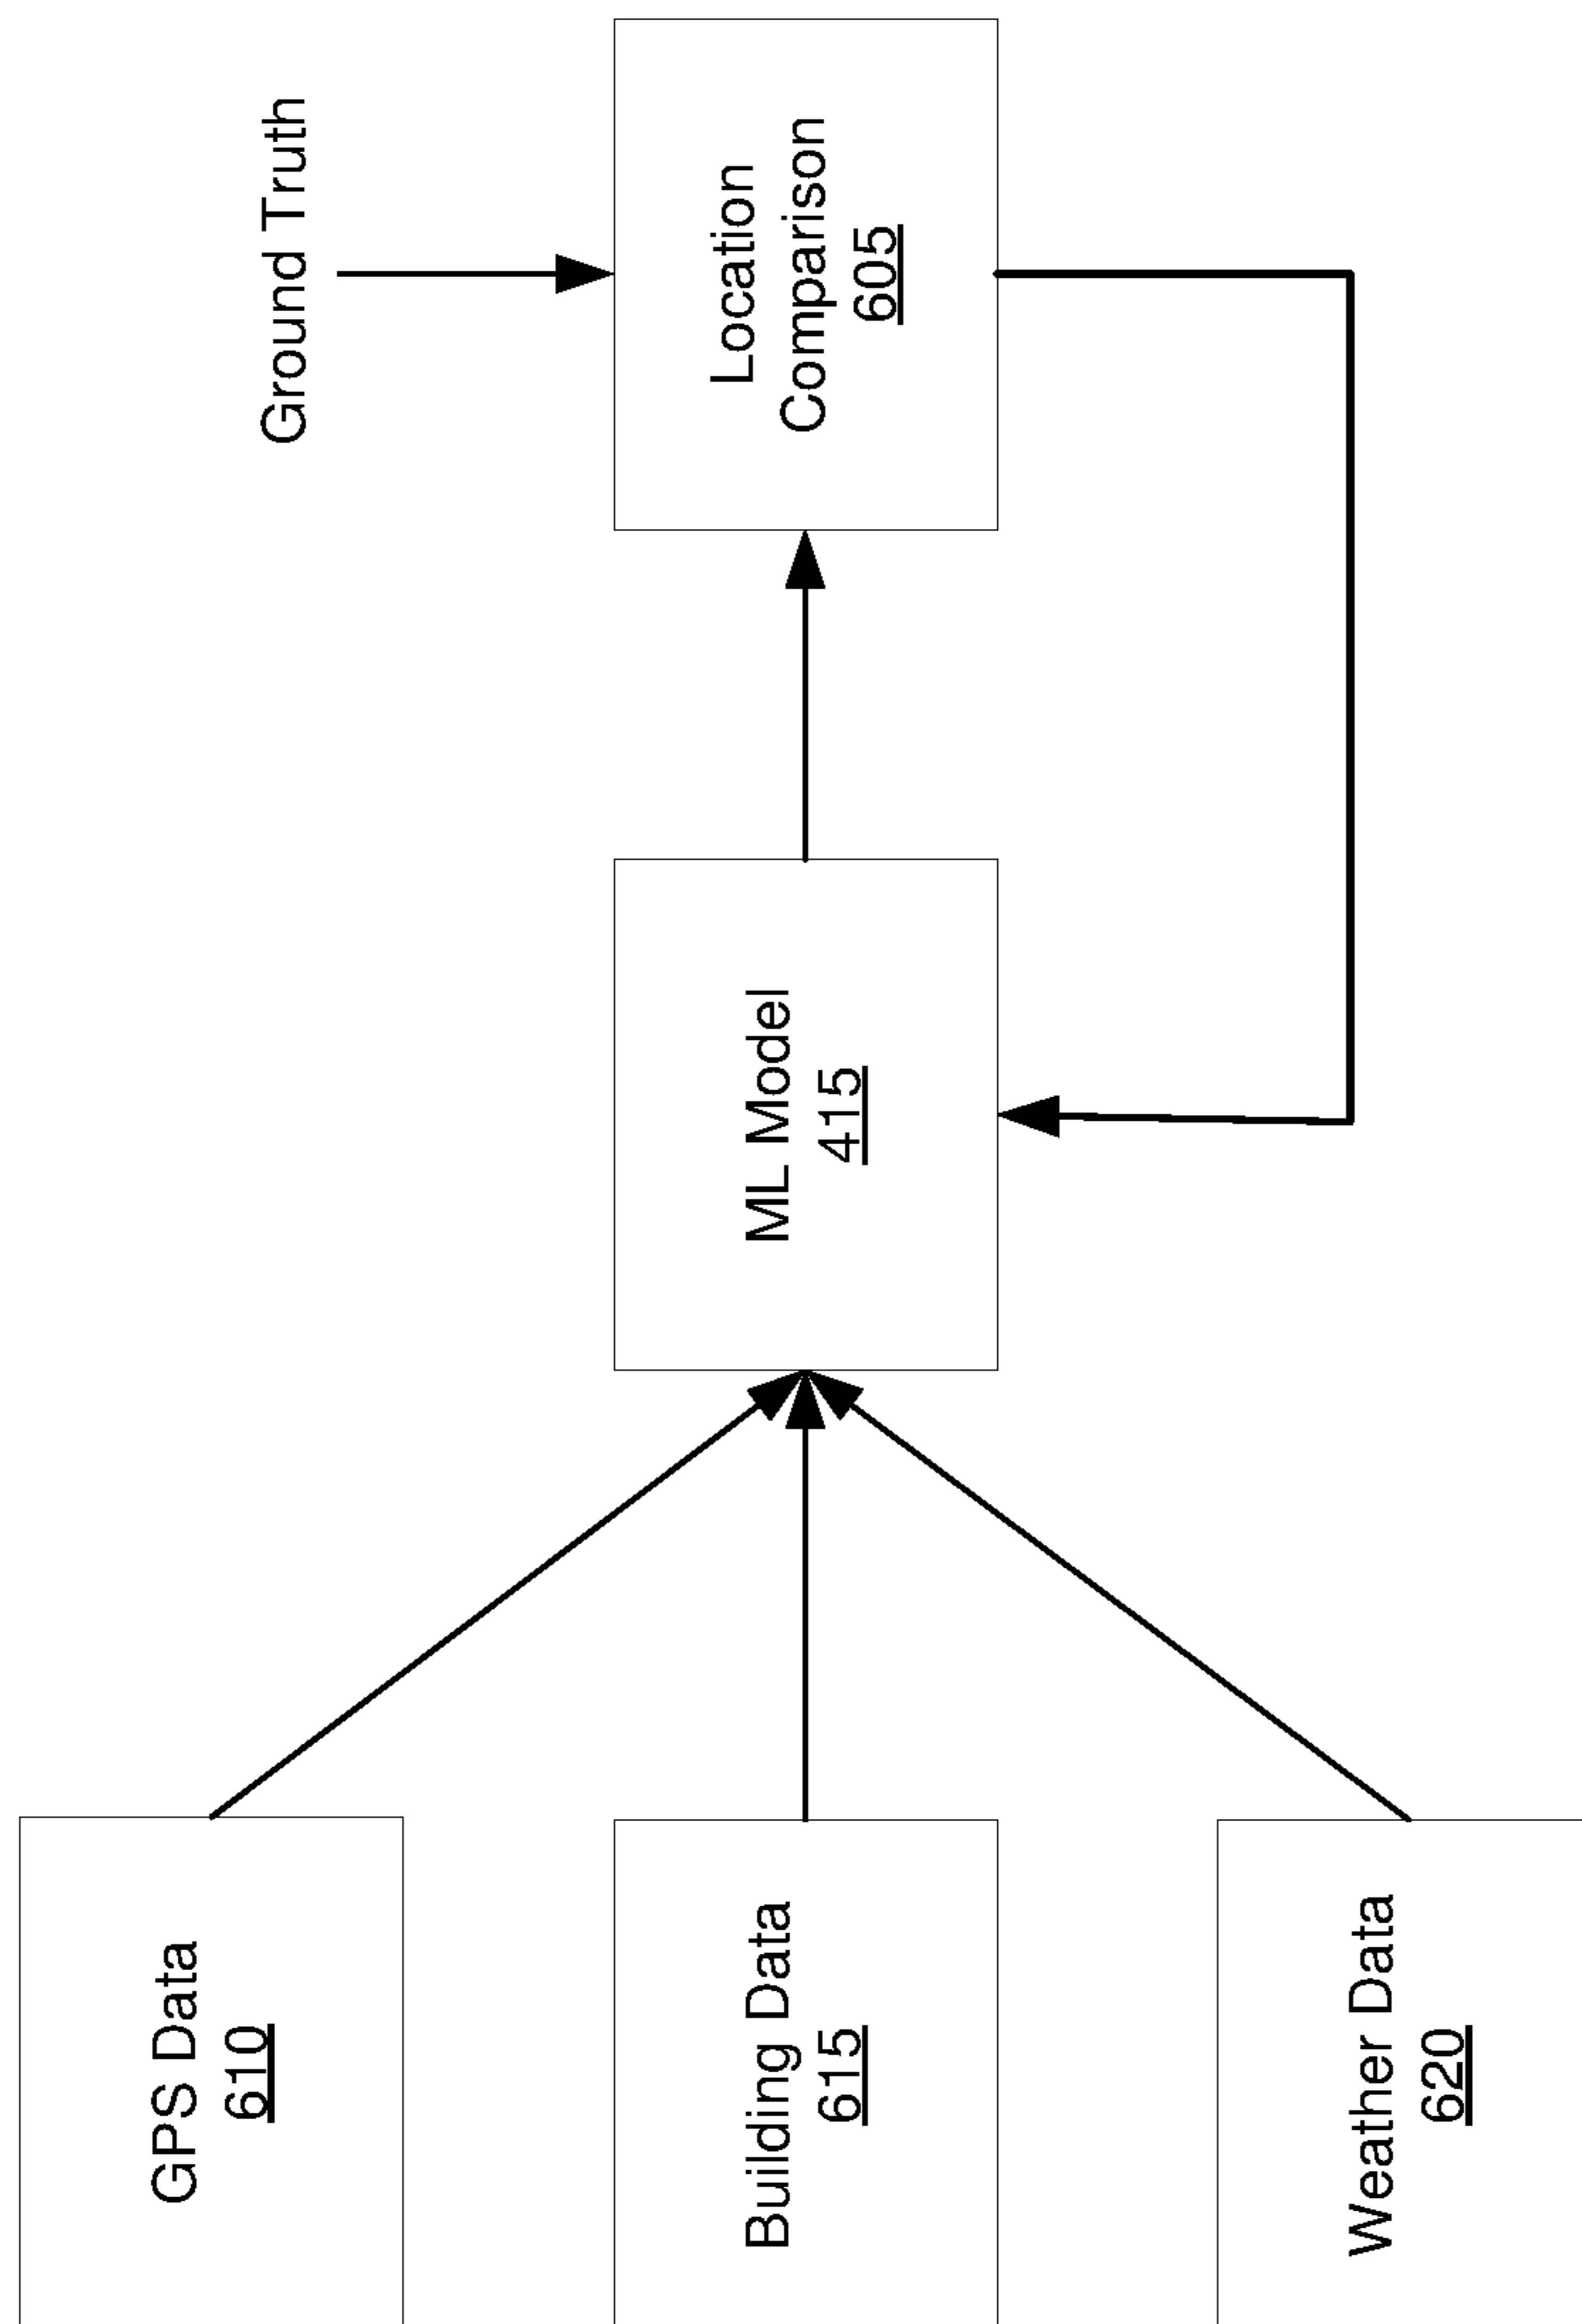 GPS Data
610
Building Data
615
Weather Data
620
ML Model
415
Ground Truth
Location
Comparison
605